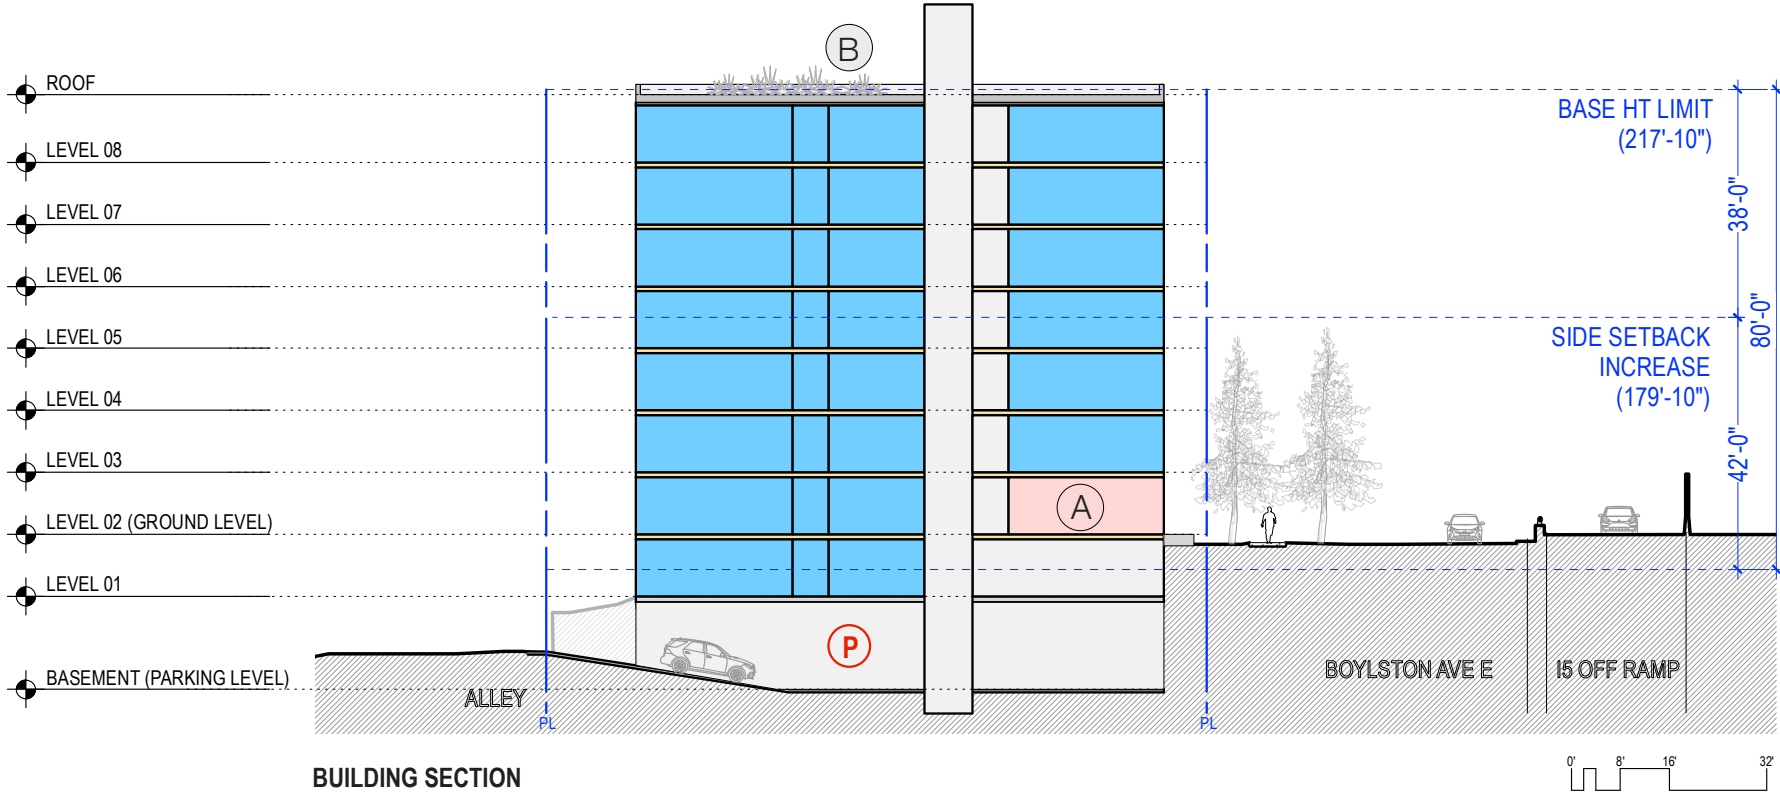 B
ROOF
BASE HT LIMIT
(217'-10")
LEVEL 08
LEVEL 07
38'-0"
LEVEL 06
LEVEL 05
80'-0"
SIDE SETBACK
INCREASE
(179'-10")
LEVEL 04
LEVEL 03
42'-0"
A
LEVEL 02 (GROUND LEVEL)
LEVEL 01
P
BASEMENT (PARKING LEVEL)
ALLEY
BOYLSTON AVE E
I5 OFF RAMP
PL
PL
BUILDING SECTION
0' 8' 16' 32'